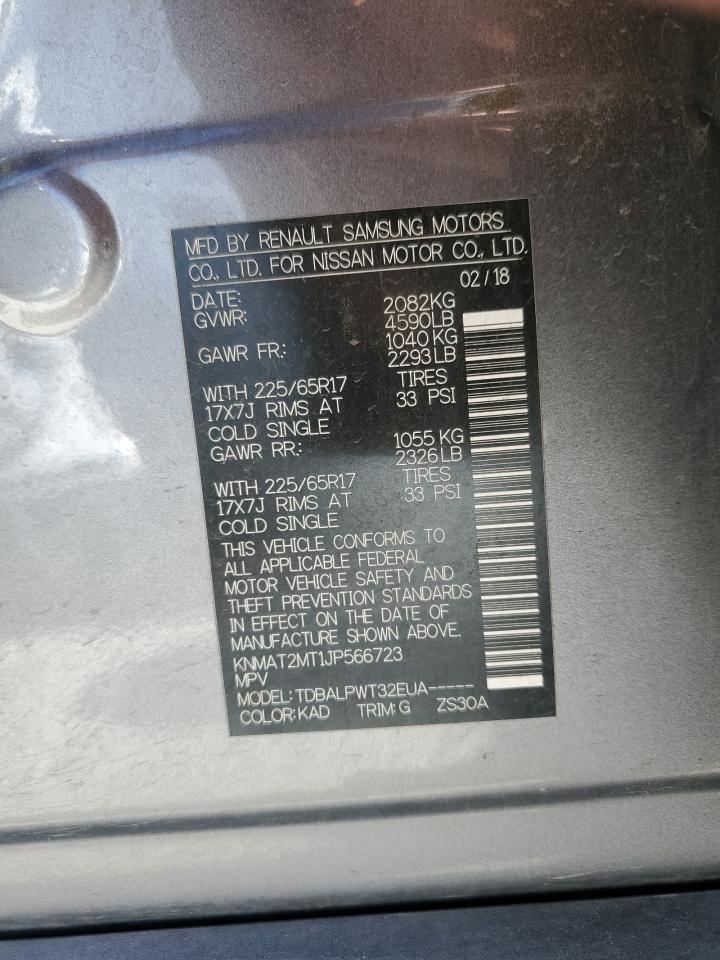 MFD BY RENAULT SAMSUNG MOTORS
CO., LTD. FOR NISSAN MOTOR CO., LTD.
DATE: 02/18
GVWR: 2082KG
4590LB
GAWR FR: 1040KG
2293LB
WITH 225/65R17 TIRES
17X7J RIMS AT 33 PSI
COLD SINGLE
GAWR RR: 1055KG
2326LB
WITH 225/65R17 TIRES
17X7J RIMS AT 33 PSI
COLD SINGLE
THIS VEHICLE CONFORMS TO
ALL APPLICABLE FEDERAL
MOTOR VEHICLE SAFETY AND
THEFT PREVENTION STANDARDS
IN EFFECT ON THE DATE OF
MANUFACTURE SHOWN ABOVE.
KNMAT2MT1JP566723
MPV
MODEL: TDBALPWT32EUA-----
COLOR: KAD TRIM: G ZS30A